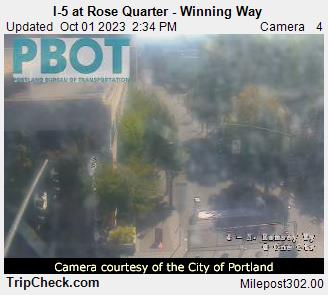 I-5 at Rose Quarter - Winning Way
Updated Oct 01 2023 2:34 PM Camera 4
PBOT
PORTLAND BUREAU OF TRANSPORTATION
Camera courtesy of the City of Portland
TripCheck.com Milepost302.00